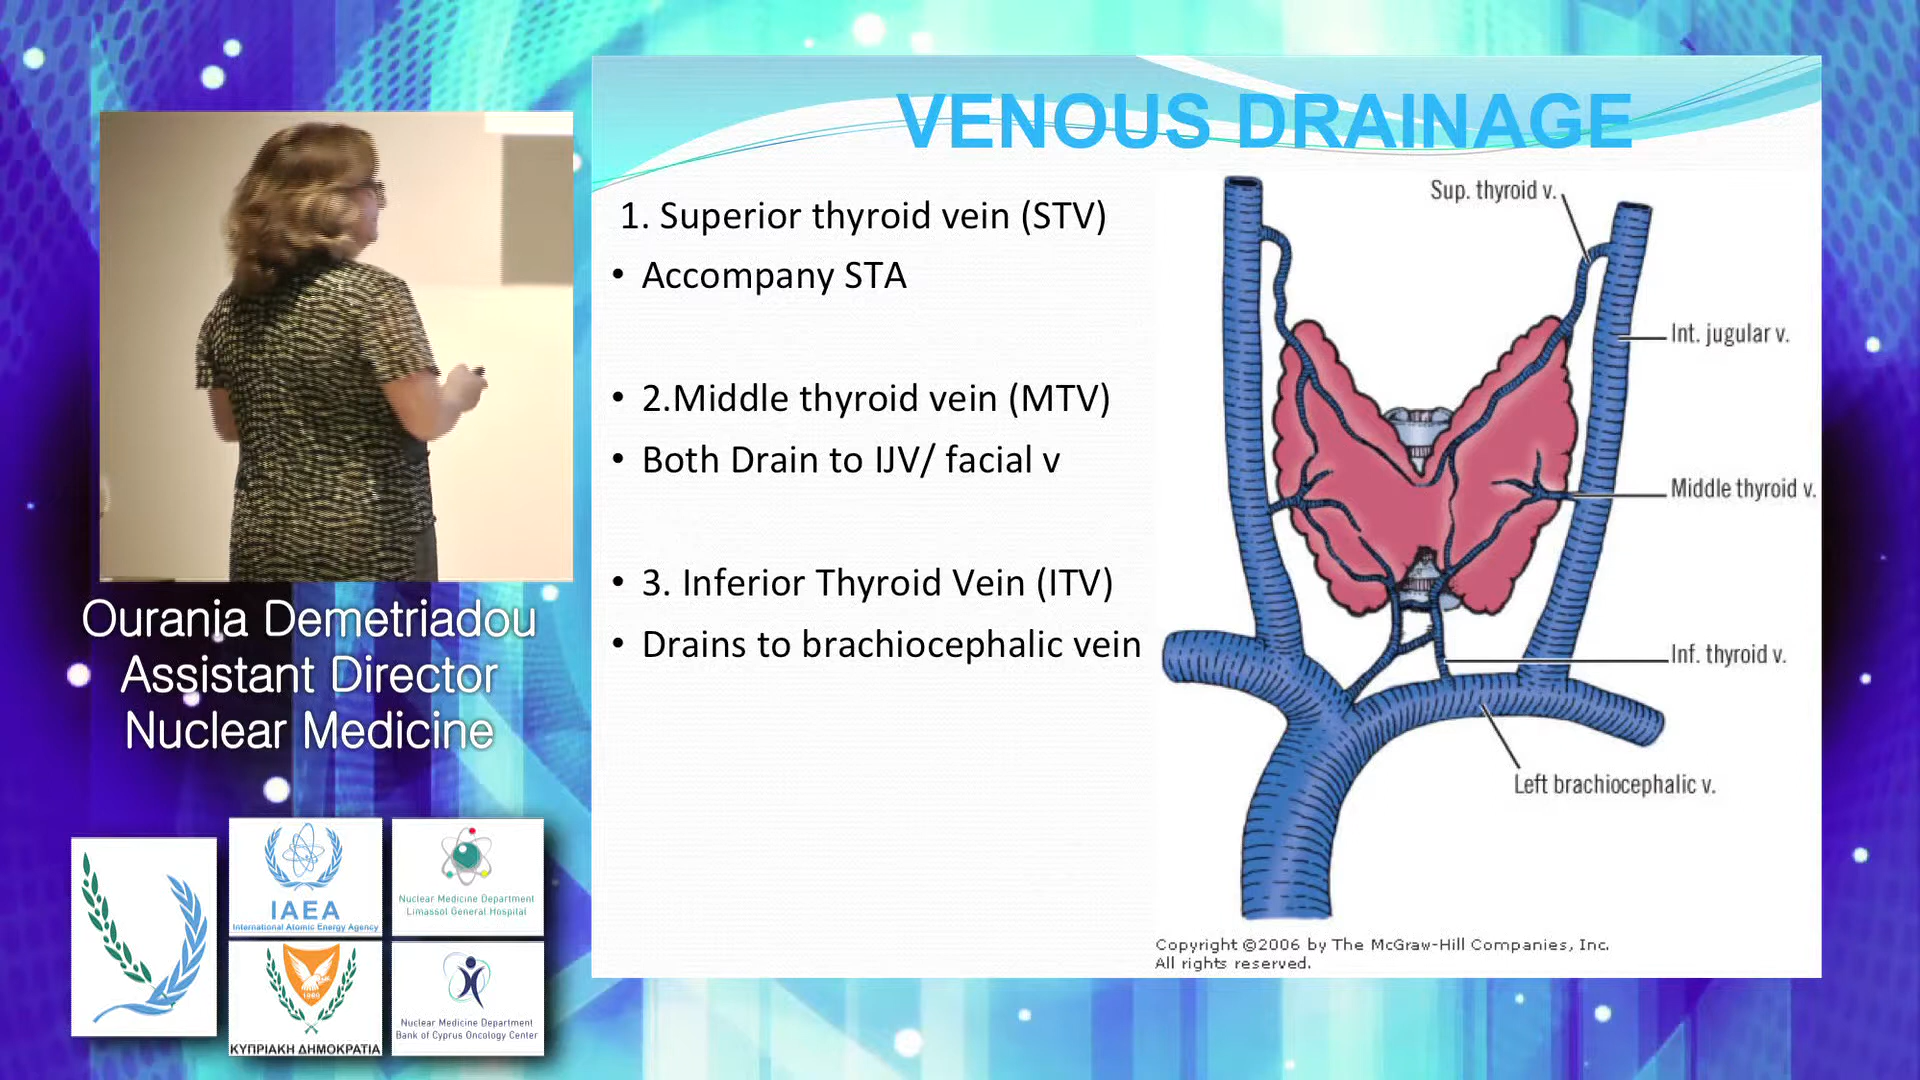 VENOUS DRAINAGE
1. Superior thyroid vein (STV)
• Accompany STA
• 2.Middle thyroid vein (MTV)
• Both Drain to IJV/ facial v
• 3. Inferior Thyroid Vein (ITV)
• Drains to brachiocephalic vein
Sup. thyroid v.
Int. jugular v.
Middle thyroid v.
Inf. thyroid v.
Left brachiocephalic v.
Copyright ©2006 by The McGraw-Hill Companies, Inc.
All rights reserved.
Ourania Demetriadou
Assistant Director
Nuclear Medicine
IAEA
International Atomic Energy Agency
Nuclear Medicine Department
Limassol General Hospital
1960
ΚΥΠΡΙΑΚΗ ΔΗΜΟΚΡΑΤΙΑ
Nuclear Medicine Department
Bank of Cyprus Oncology Center